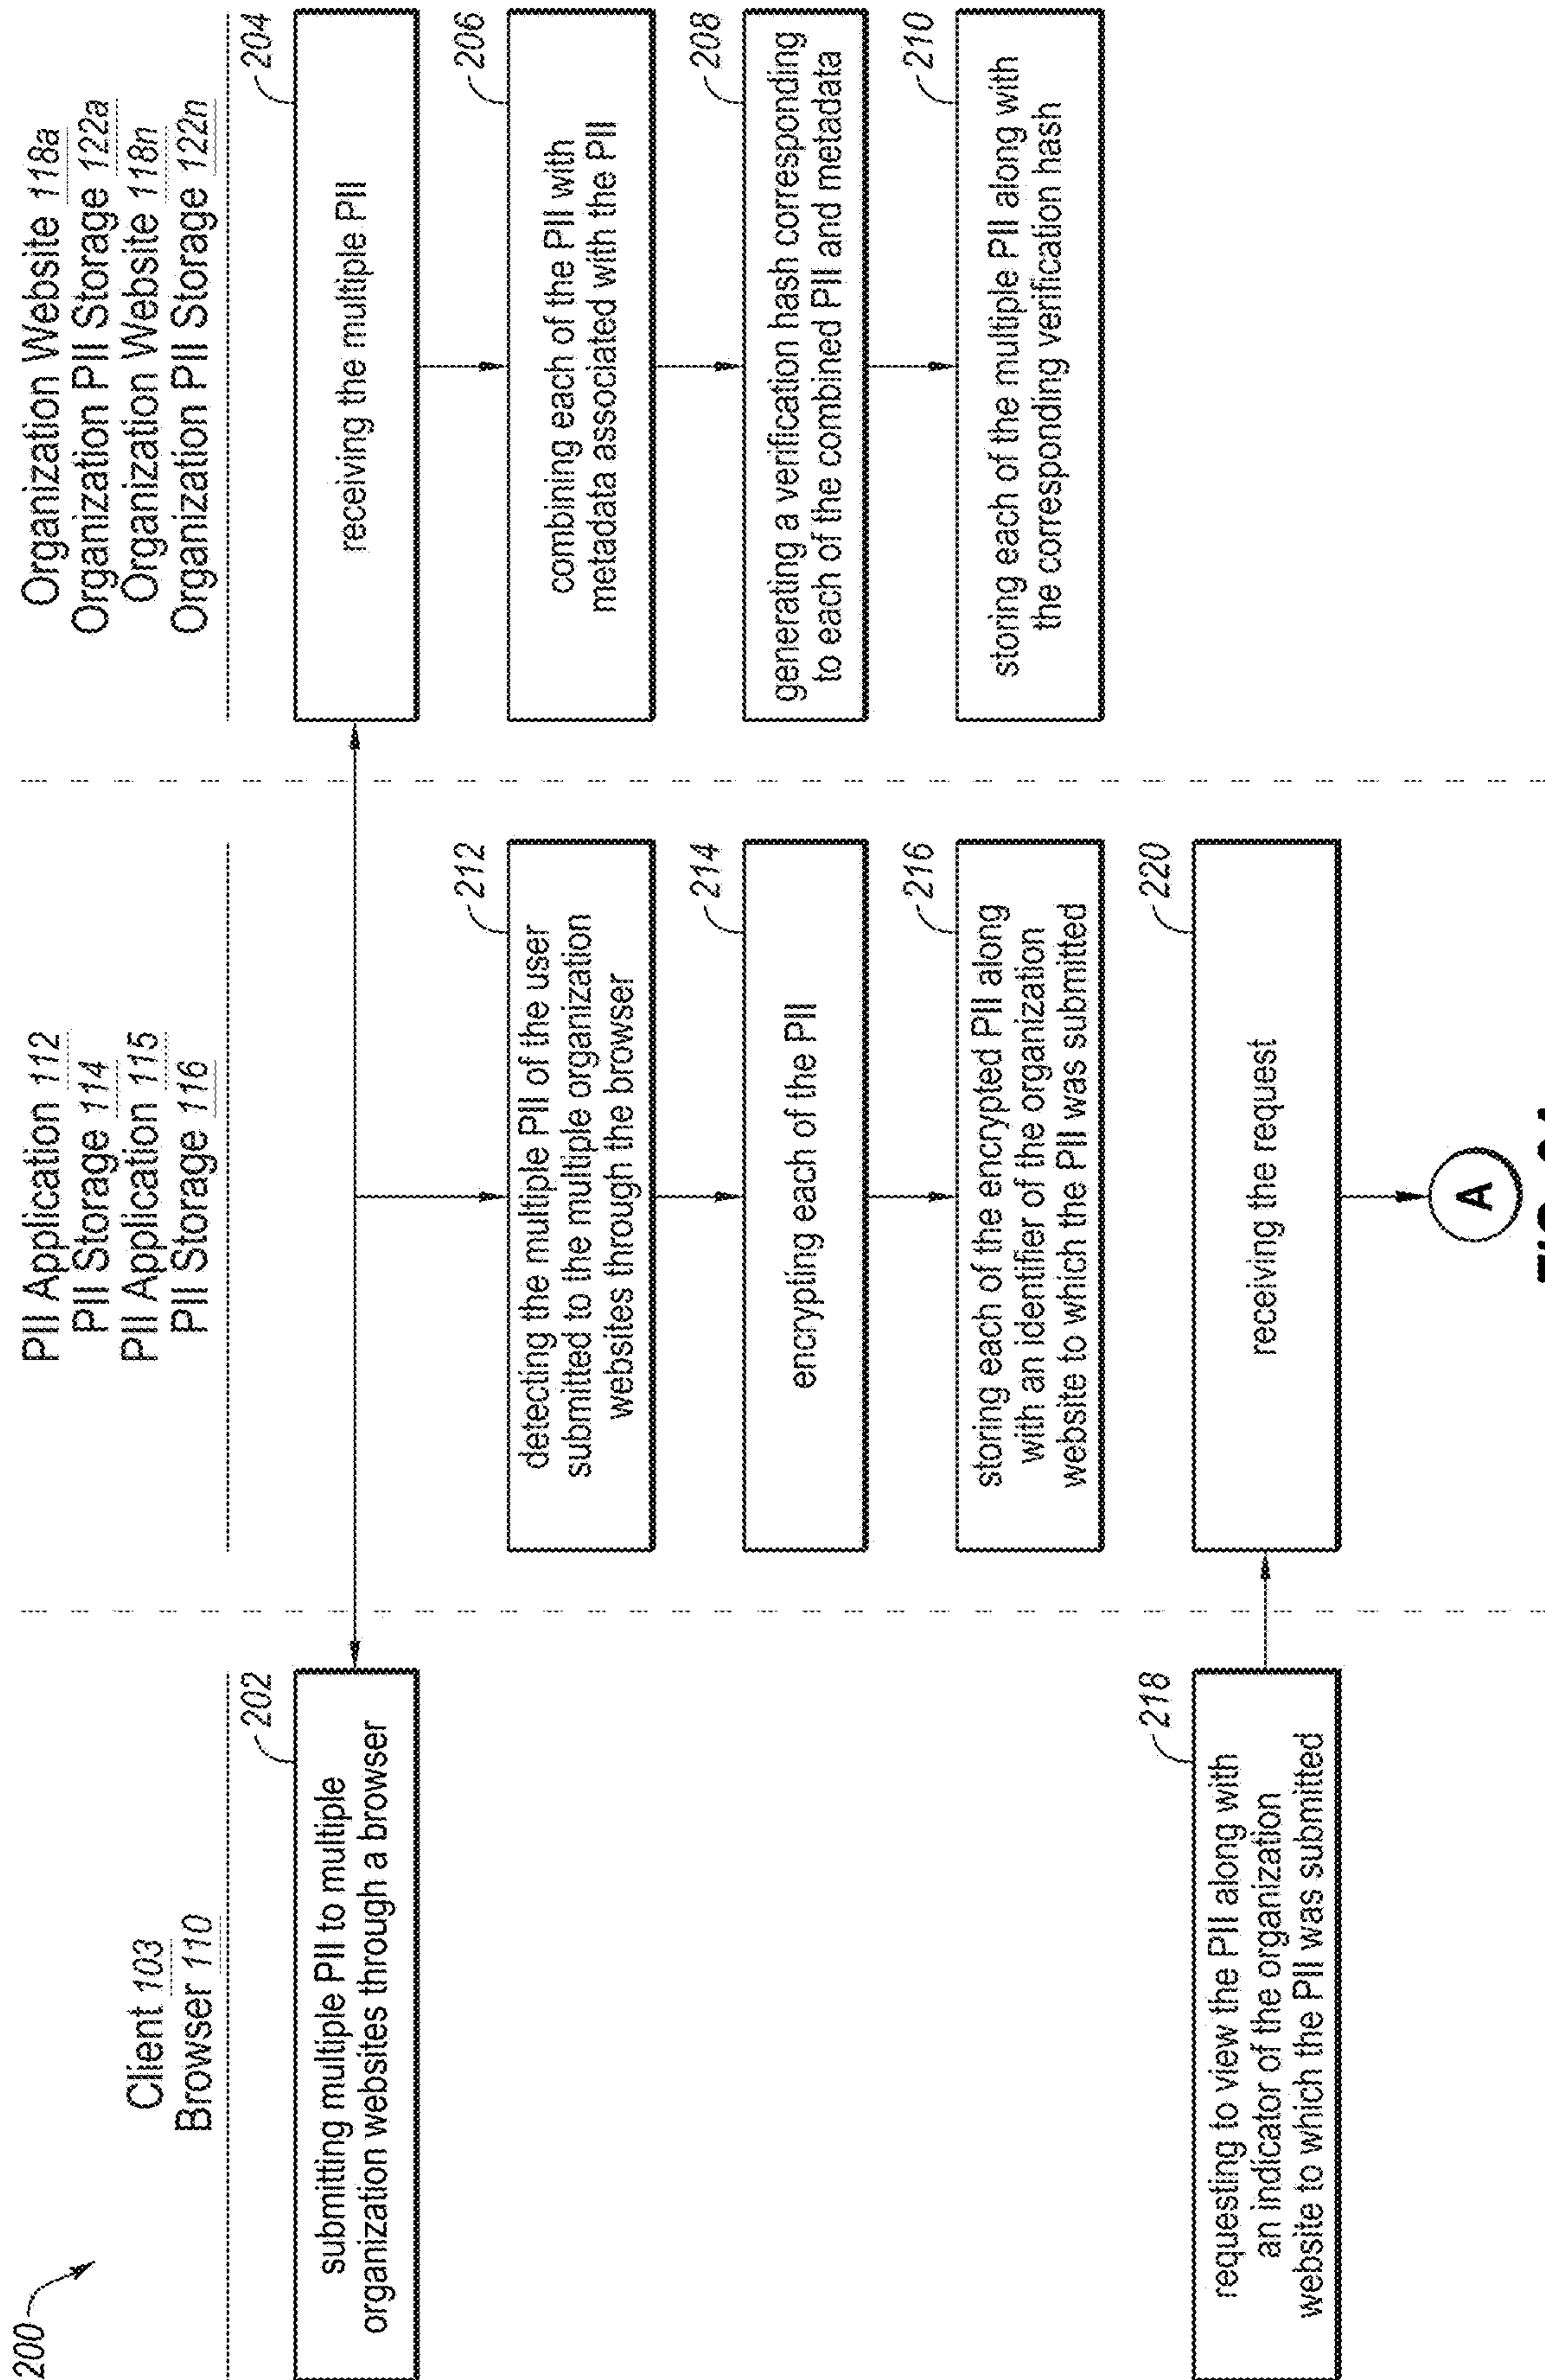 200
Client 103
Browser 110
PII Application 112
PII Storage 114
PII Application 115
PII Storage 116
Organization Website 118a
Organization PII Storage 122a
Organization Website 118n
Organization PII Storage 122n
202
submitting multiple PII to multiple
organization websites through a browser
204
receiving the multiple PII
212
detecting the multiple PII of the user
submitted to the multiple organization
websites through the browser
206
combining each of the PII with
metadata associated with the PII
214
encrypting each of the PII
208
generating a verification hash corresponding
to each of the combined PII and metadata
216
storing each of the encrypted PII along
with an identifier of the organization
website to which the PII was submitted
210
storing each of the multiple PII along with
the corresponding verification hash
218
requesting to view the PII along with
an indicator of the organization
website to which the PII was submitted
220
receiving the request
A